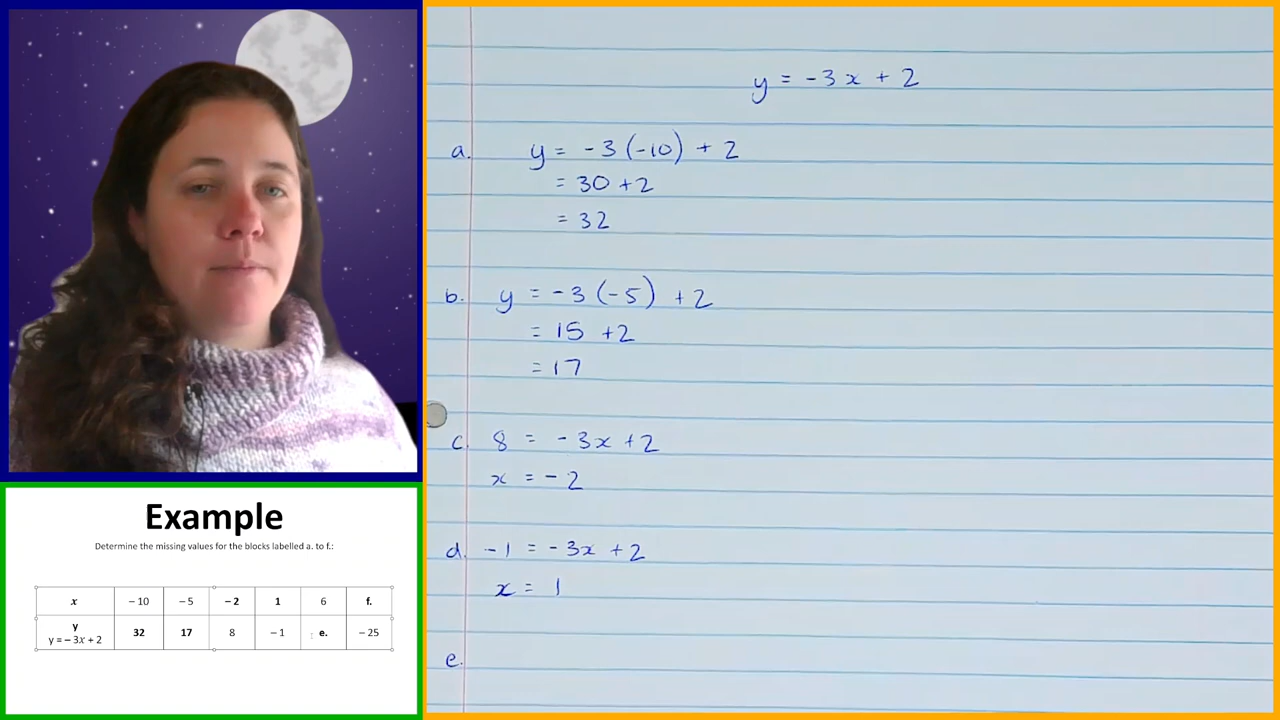 y = -3x + 2
a. y = -3(-10) + 2
= 30 + 2
= 32
b. y = -3(-5) + 2
= 15 + 2
= 17
c. 8 = -3x + 2
x = -2
d. -1 = -3x + 2
x = 1
e.
Example
Determine the missing values for the blocks labelled a. to f.:
x – 10 – 5 – 2 1 6 f.
y 32 17 8 – 1 e. – 25
y = – 3x + 2